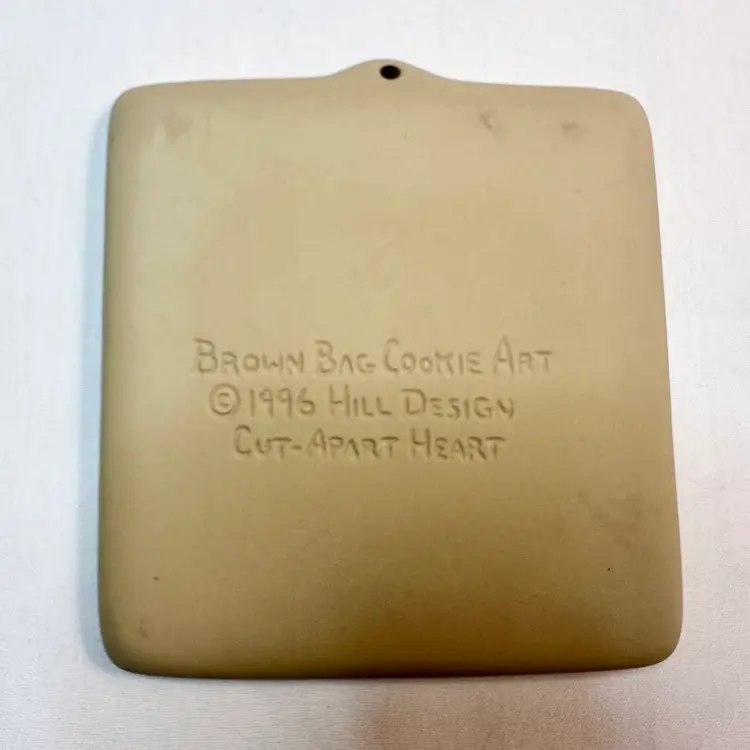 BROWN BAG COOKIE ART
©1996 HILL DESIGN
CUT-APART HEART